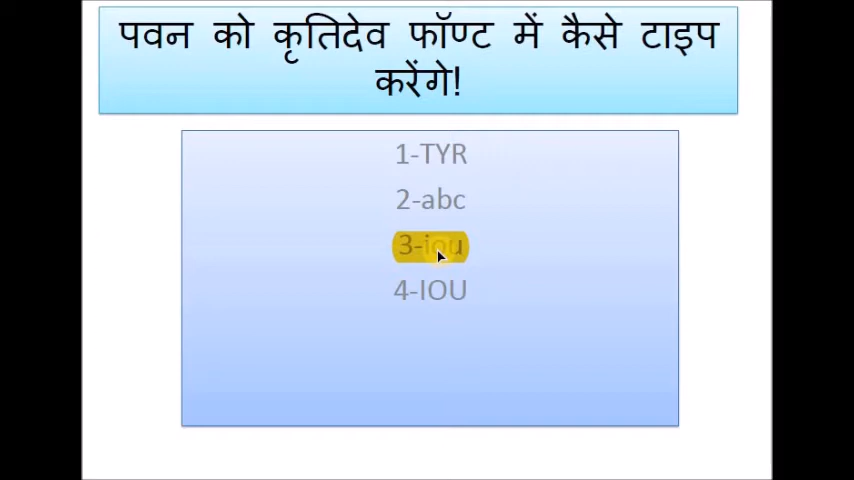 पवन को कृतिदेव फॉण्ट में कैसे टाइप
करेंगे!
1-TYR
2-abc
3-iou
4-IOU